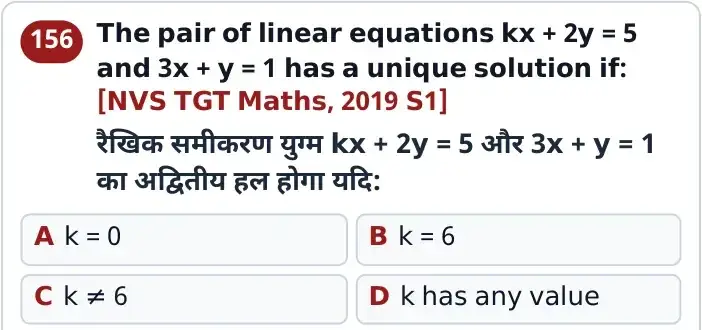 156 The pair of linear equations kx + 2y = 5
and 3x + y = 1 has a unique solution if:
[NVS TGT Maths, 2019 S1]
रैखिक समीकरण युग्म kx + 2y = 5 और 3x + y = 1
का अद्वितीय हल होगा यदि:
A k = 0
B k = 6
C k ≠ 6
D k has any value